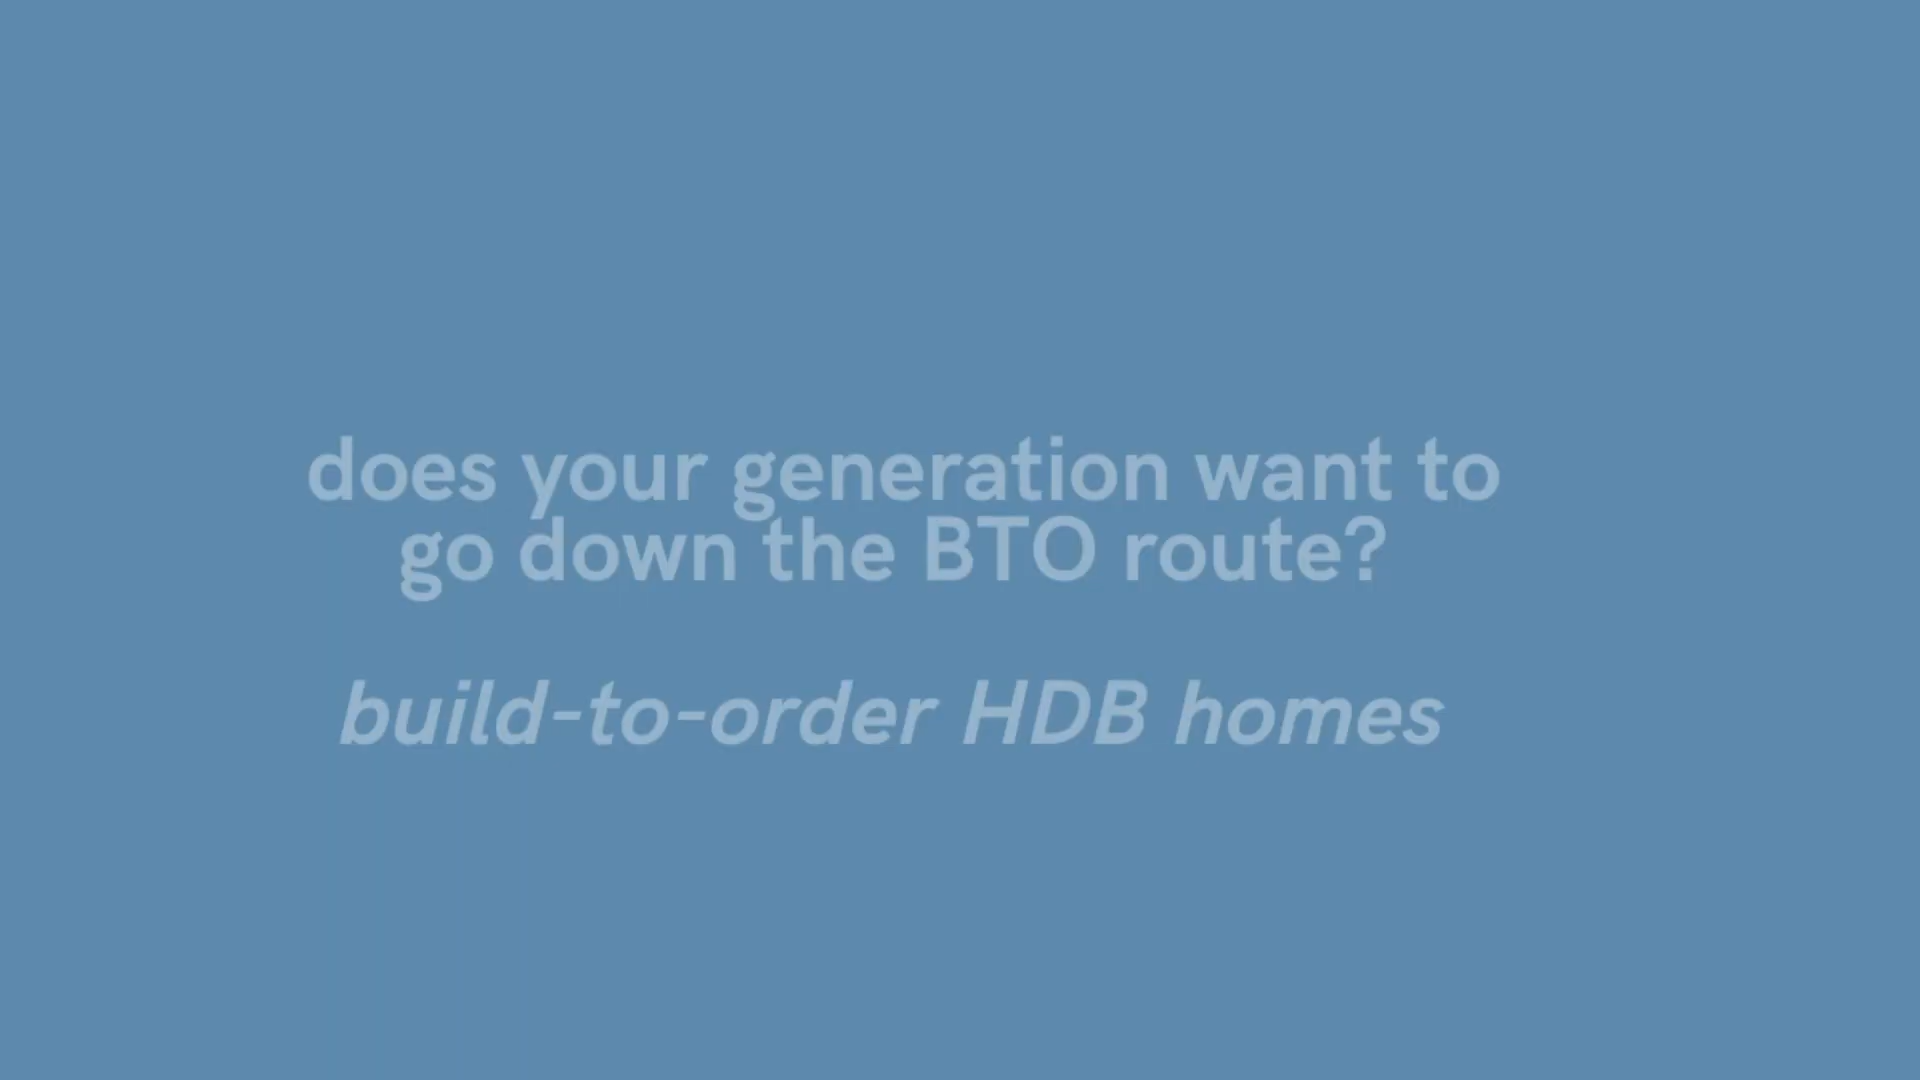 does your generation want to
go down the BTO route?
build-to-order HDB homes